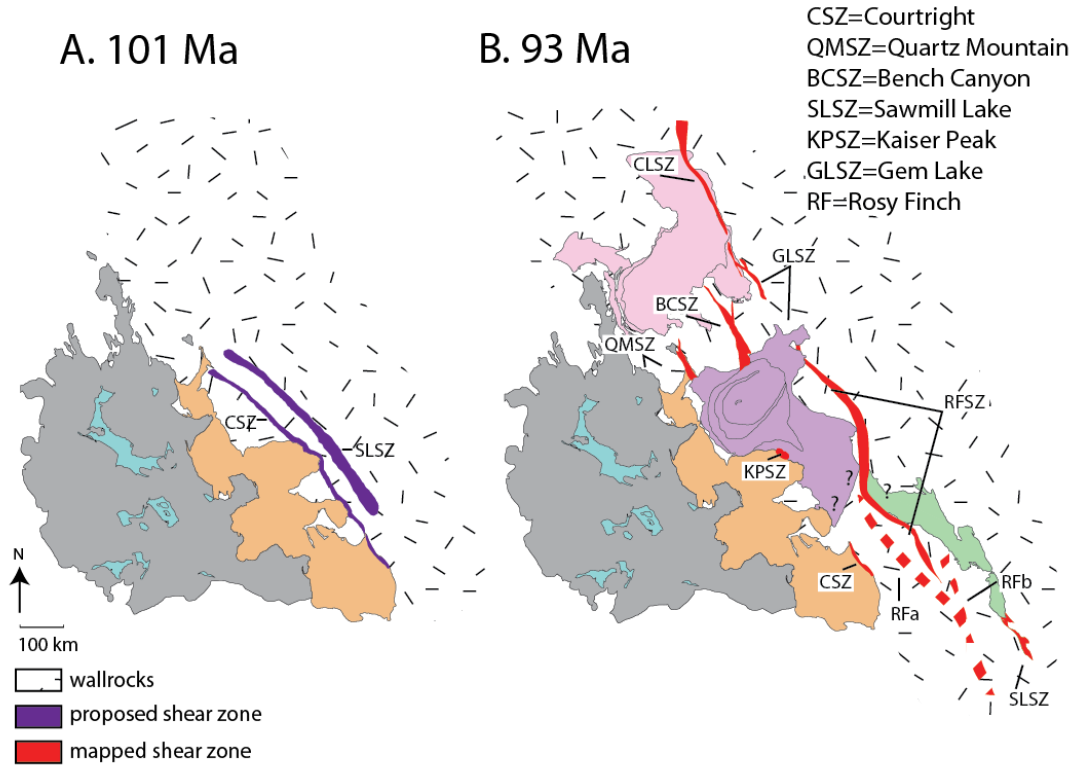 A. 101 Ma
B. 93 Ma
CSZ=Courtright
QMSZ=Quartz Mountain
BCSZ=Bench Canyon
SLSZ=Sawmill Lake
KPSZ=Kaiser Peak
GLSZ=Gem Lake
RF=Rosy Finch
CSZ
SLSZ
CLSZ
GLSZ
BCSZ
QMSZ
RFSZ
KPSZ
?
?
?
CSZ
RFa
RFb
SLSZ
N
100 km
wallrocks
proposed shear zone
mapped shear zone